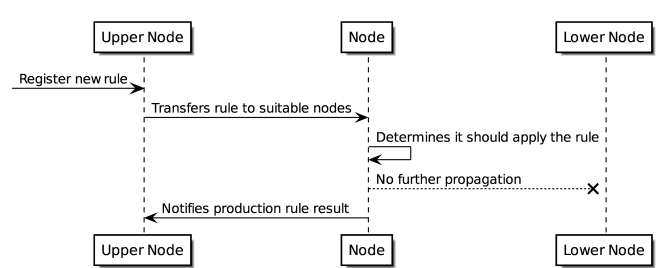 Upper Node
Node
Lower Node
Register new rule
Transfers rule to suitable nodes
Determines it should apply the rule
No further propagation
Notifies production rule result
Upper Node
Node
Lower Node